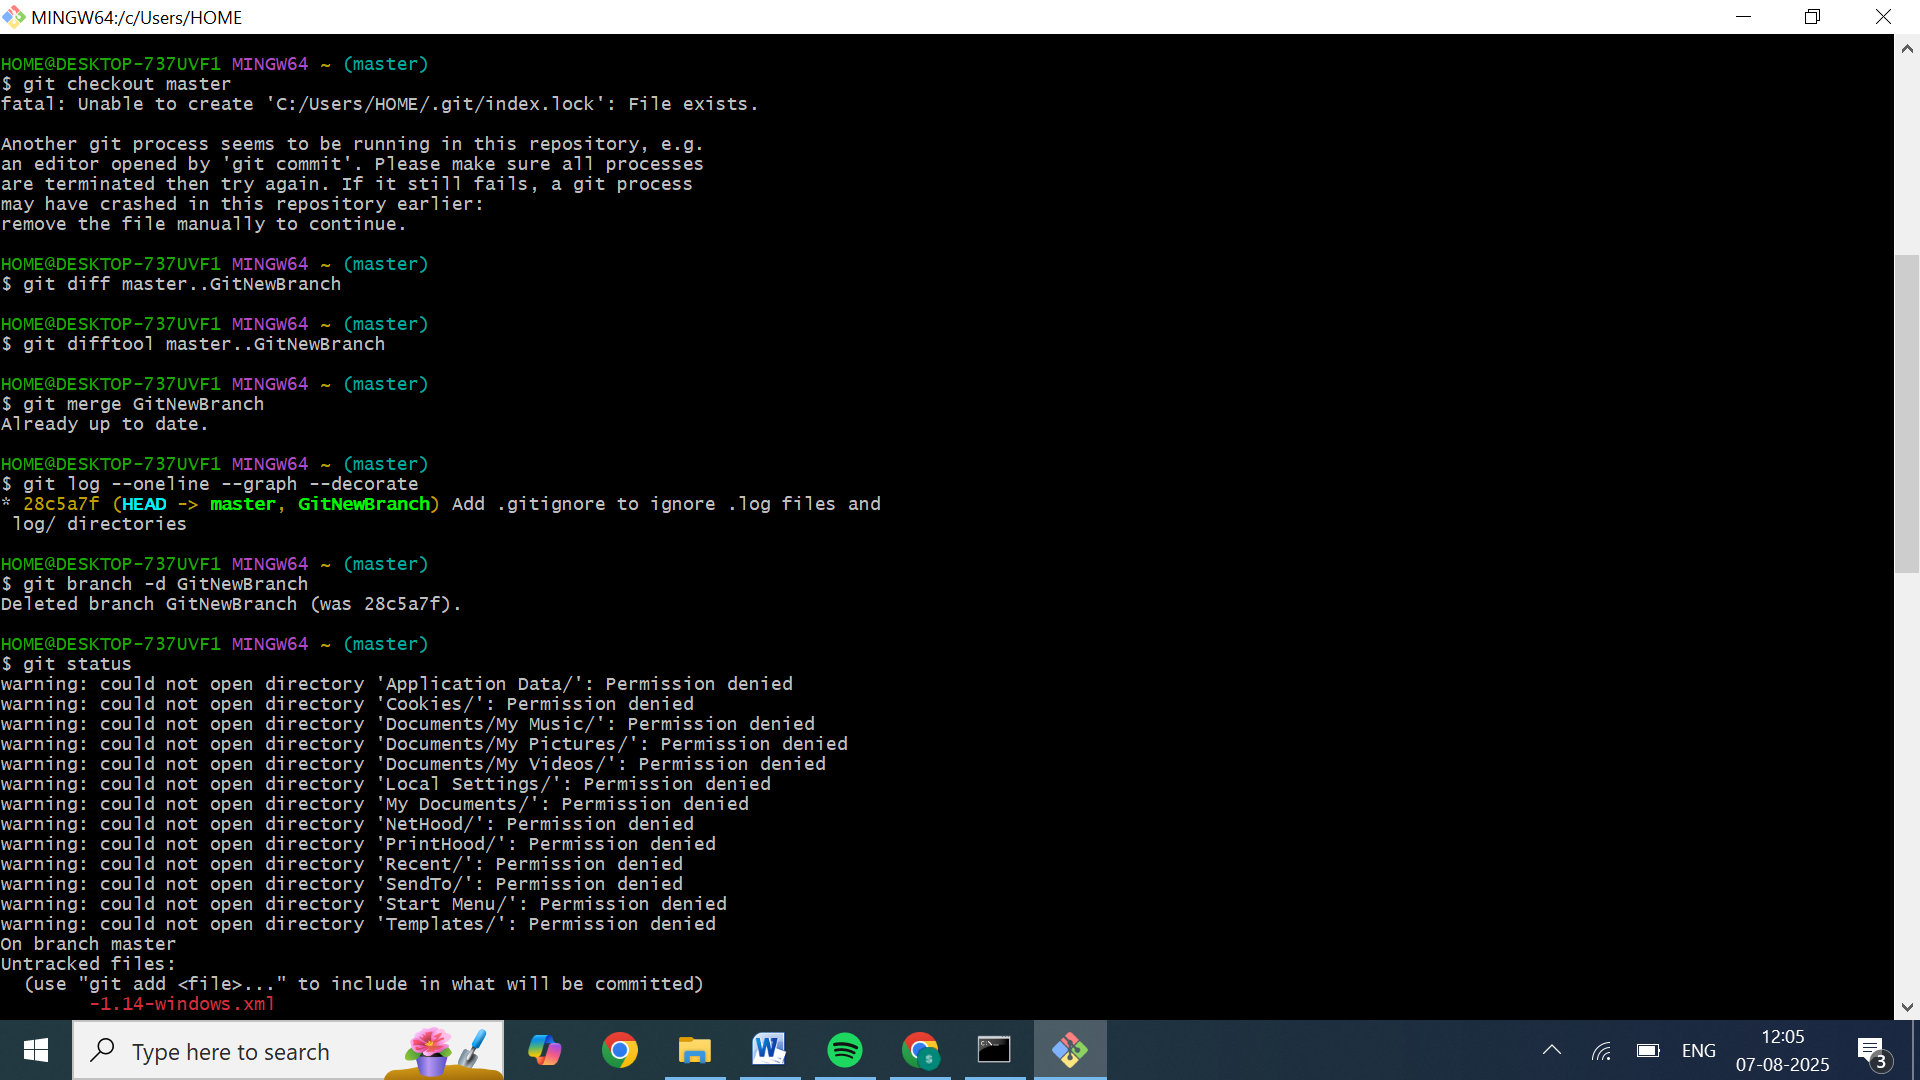 MINGW64:/c/Users/HOME
HOME@DESKTOP-737UVF1 MINGW64 ~ (master)
$ git checkout master
fatal: Unable to create 'C:/Users/HOME/.git/index.lock': File exists.
Another git process seems to be running in this repository, e.g.
an editor opened by 'git commit'. Please make sure all processes
are terminated then try again. If it still fails, a git process
may have crashed in this repository earlier:
remove the file manually to continue.
HOME@DESKTOP-737UVF1 MINGW64 ~ (master)
$ git diff master..GitNewBranch
HOME@DESKTOP-737UVF1 MINGW64 ~ (master)
$ git difftool master..GitNewBranch
HOME@DESKTOP-737UVF1 MINGW64 ~ (master)
$ git merge GitNewBranch
Already up to date.
HOME@DESKTOP-737UVF1 MINGW64 ~ (master)
$ git log --oneline --graph --decorate
* 28c5a7f (HEAD -> master, GitNewBranch) Add .gitignore to ignore .log files and
log/ directories
HOME@DESKTOP-737UVF1 MINGW64 ~ (master)
$ git branch -d GitNewBranch
Deleted branch GitNewBranch (was 28c5a7f).
HOME@DESKTOP-737UVF1 MINGW64 ~ (master)
$ git status
warning: could not open directory 'Application Data/': Permission denied
warning: could not open directory 'Cookies/': Permission denied
warning: could not open directory 'Documents/My Music/': Permission denied
warning: could not open directory 'Documents/My Pictures/': Permission denied
warning: could not open directory 'Documents/My Videos/': Permission denied
warning: could not open directory 'Local Settings/': Permission denied
warning: could not open directory 'My Documents/': Permission denied
warning: could not open directory 'NetHood/': Permission denied
warning: could not open directory 'PrintHood/': Permission denied
warning: could not open directory 'Recent/': Permission denied
warning: could not open directory 'SendTo/': Permission denied
warning: could not open directory 'Start Menu/': Permission denied
warning: could not open directory 'Templates/': Permission denied
On branch master
Untracked files:
(use "git add <file>..." to include in what will be committed)
-1.14-windows.xml
Type here to search
ENG
12:05
07-08-2025
3